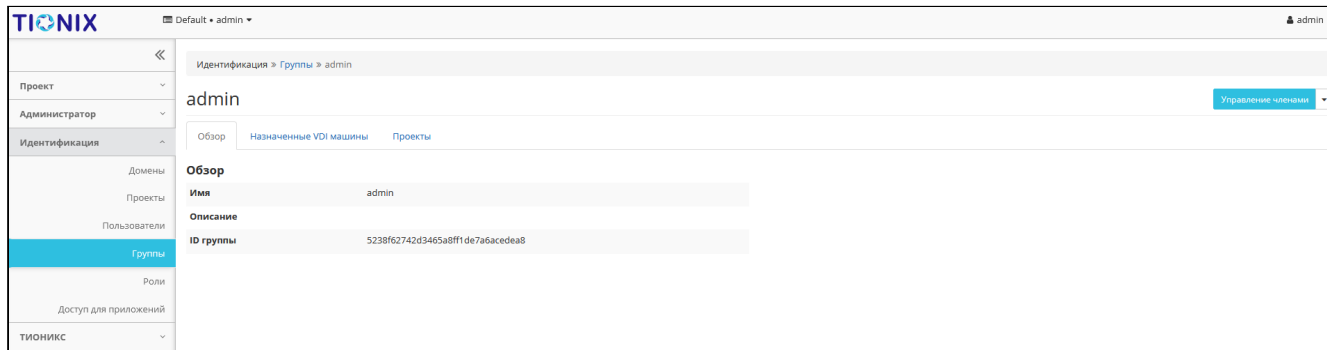 TIONIX
Default • admin
admin
Идентификация » Группы » admin
Проект
admin
Управление членами
Администратор
Идентификация
Обзор Назначенные VDI машины Проекты
Домены
Обзор
Проекты
Имя admin
Пользователи
Описание
Группы
ID группы 5238f62742d3465a8ff1de7a6acedea8
Роли
Доступ для приложений
ТИОНИКС